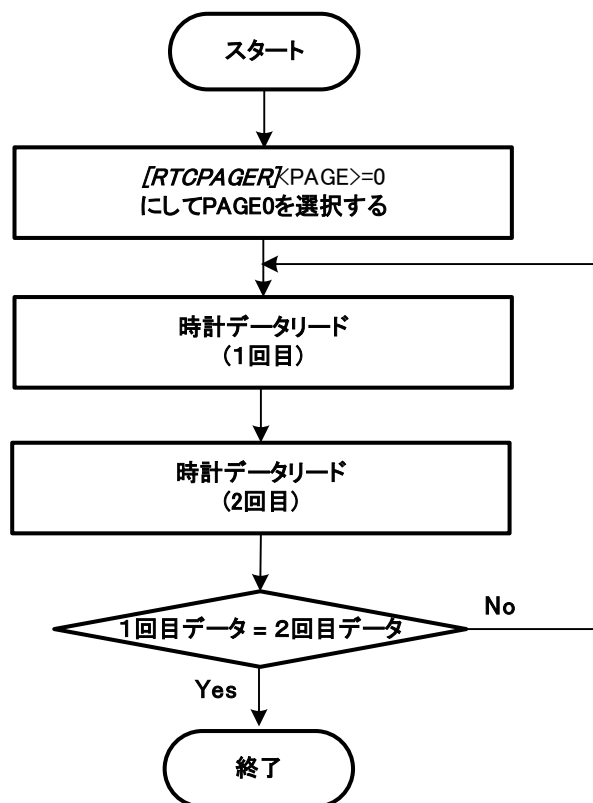 スタート
[RTCPAGER]<PAGE>=0
にしてPAGE0を選択する
時計データリード
(1回目)
時計データリード
(2回目)
1回目データ = 2回目データ
No
Yes
終了